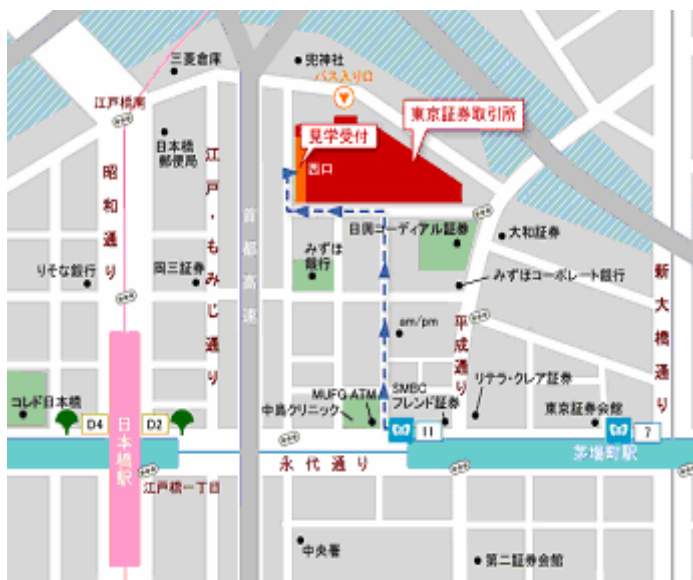 三菱倉庫
兜神社
バス入り口
江戸橋南
東京証券取引所
見学受付
日本橋
郵便局
西口
昭和通り
江戸・もみじ通り
首都高速
日興コーディアル証券
大和証券
みずほ
銀行
りそな銀行
岡三証券
みずほコーポレート銀行
新大橋通り
am/pm
平成通り
コレド日本橋
MUFG ATM
SMBC
フレンド証券
リテラ・クレア証券
中島クリニック
東京証券会館
D4
D2
11
7
日本橋駅
茅場町駅
永代通り
江戸橋一丁目
中央署
第二証券会館